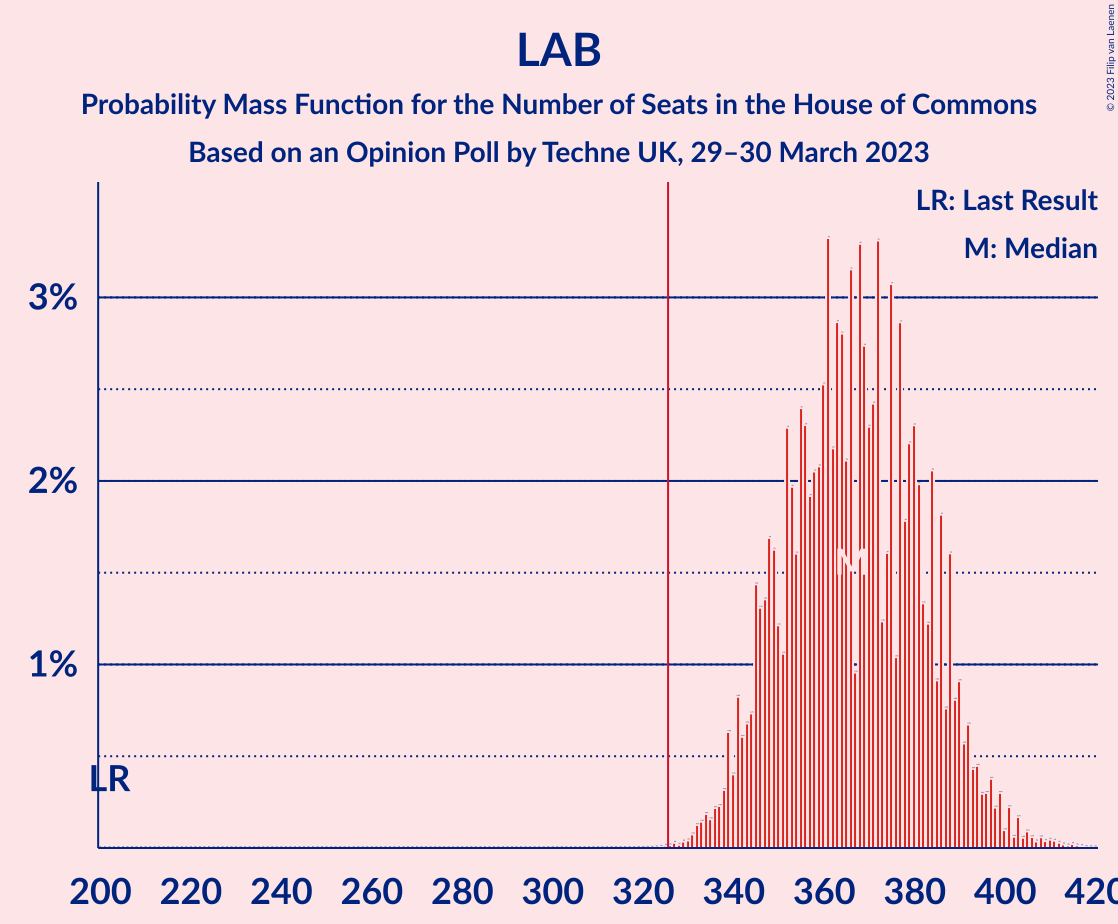 LAB
Probability Mass Function for the Number of Seats in the House of Commons
Based on an Opinion Poll by Techne UK, 29–30 March 2023
© 2023 Filip van Laenen
LR: Last Result
M: Median
3%
2%
1%
M
LR
200 220 240 260 280 300 320 340 360 380 400 420